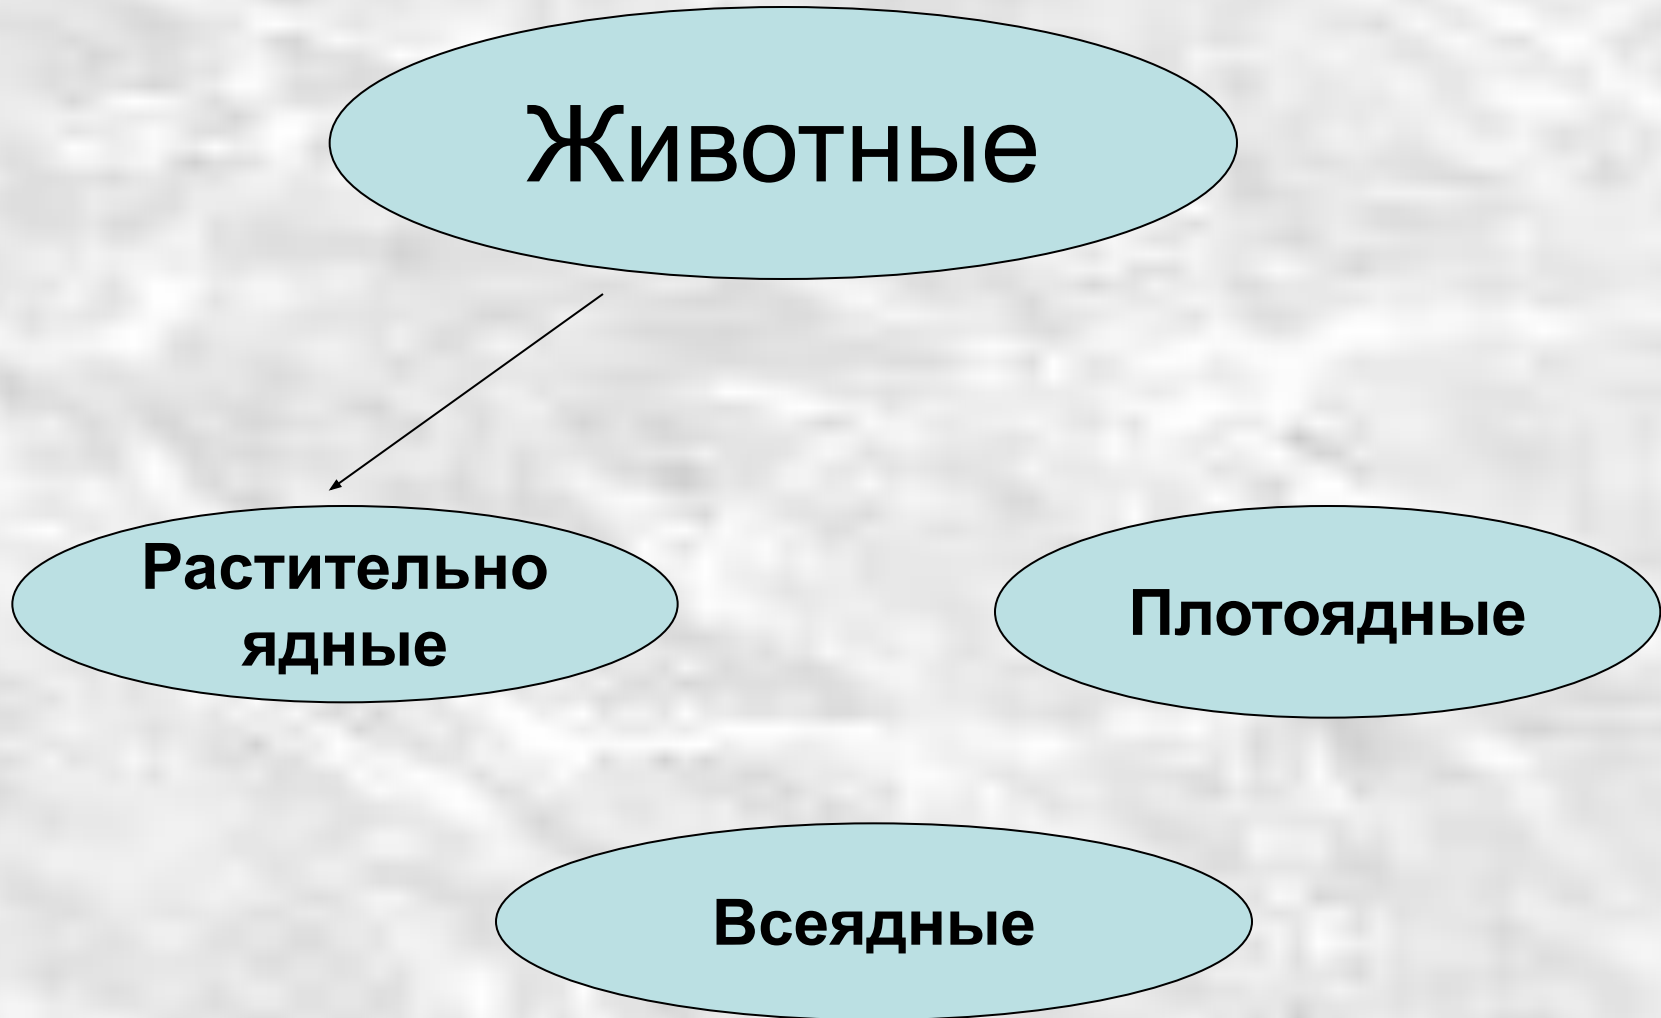 Животные
Растительно
ядные
Плотоядные
Всеядные